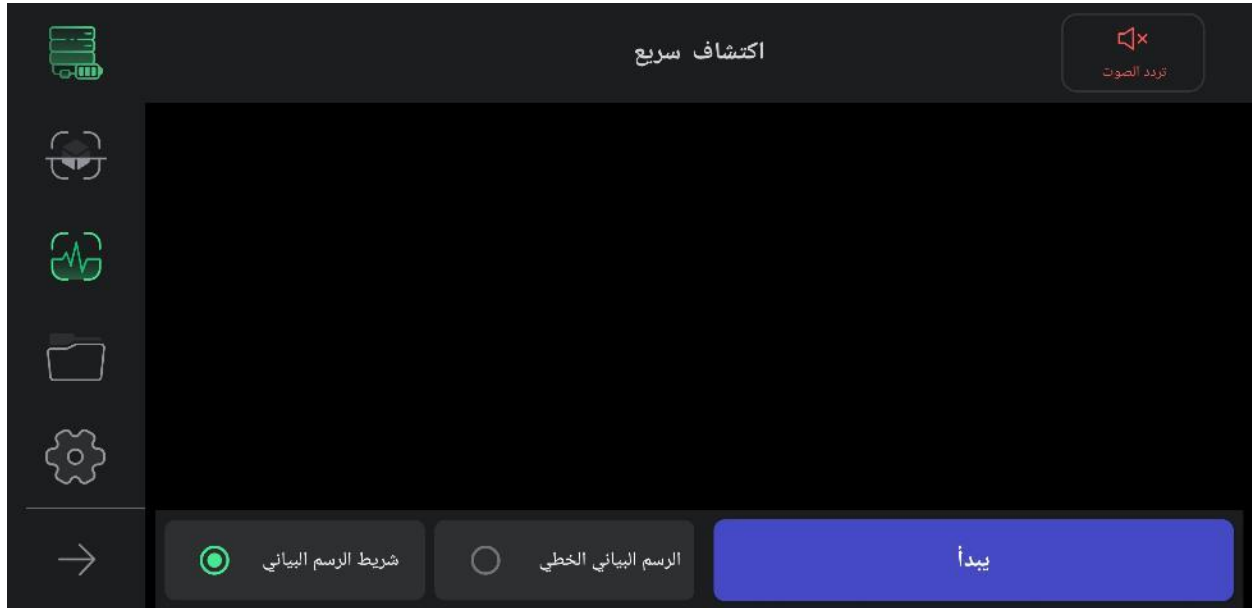 اكتشاف سريع
تردد الصوت
يبدأ
الرسم البياني الخطي
شريط الرسم البياني